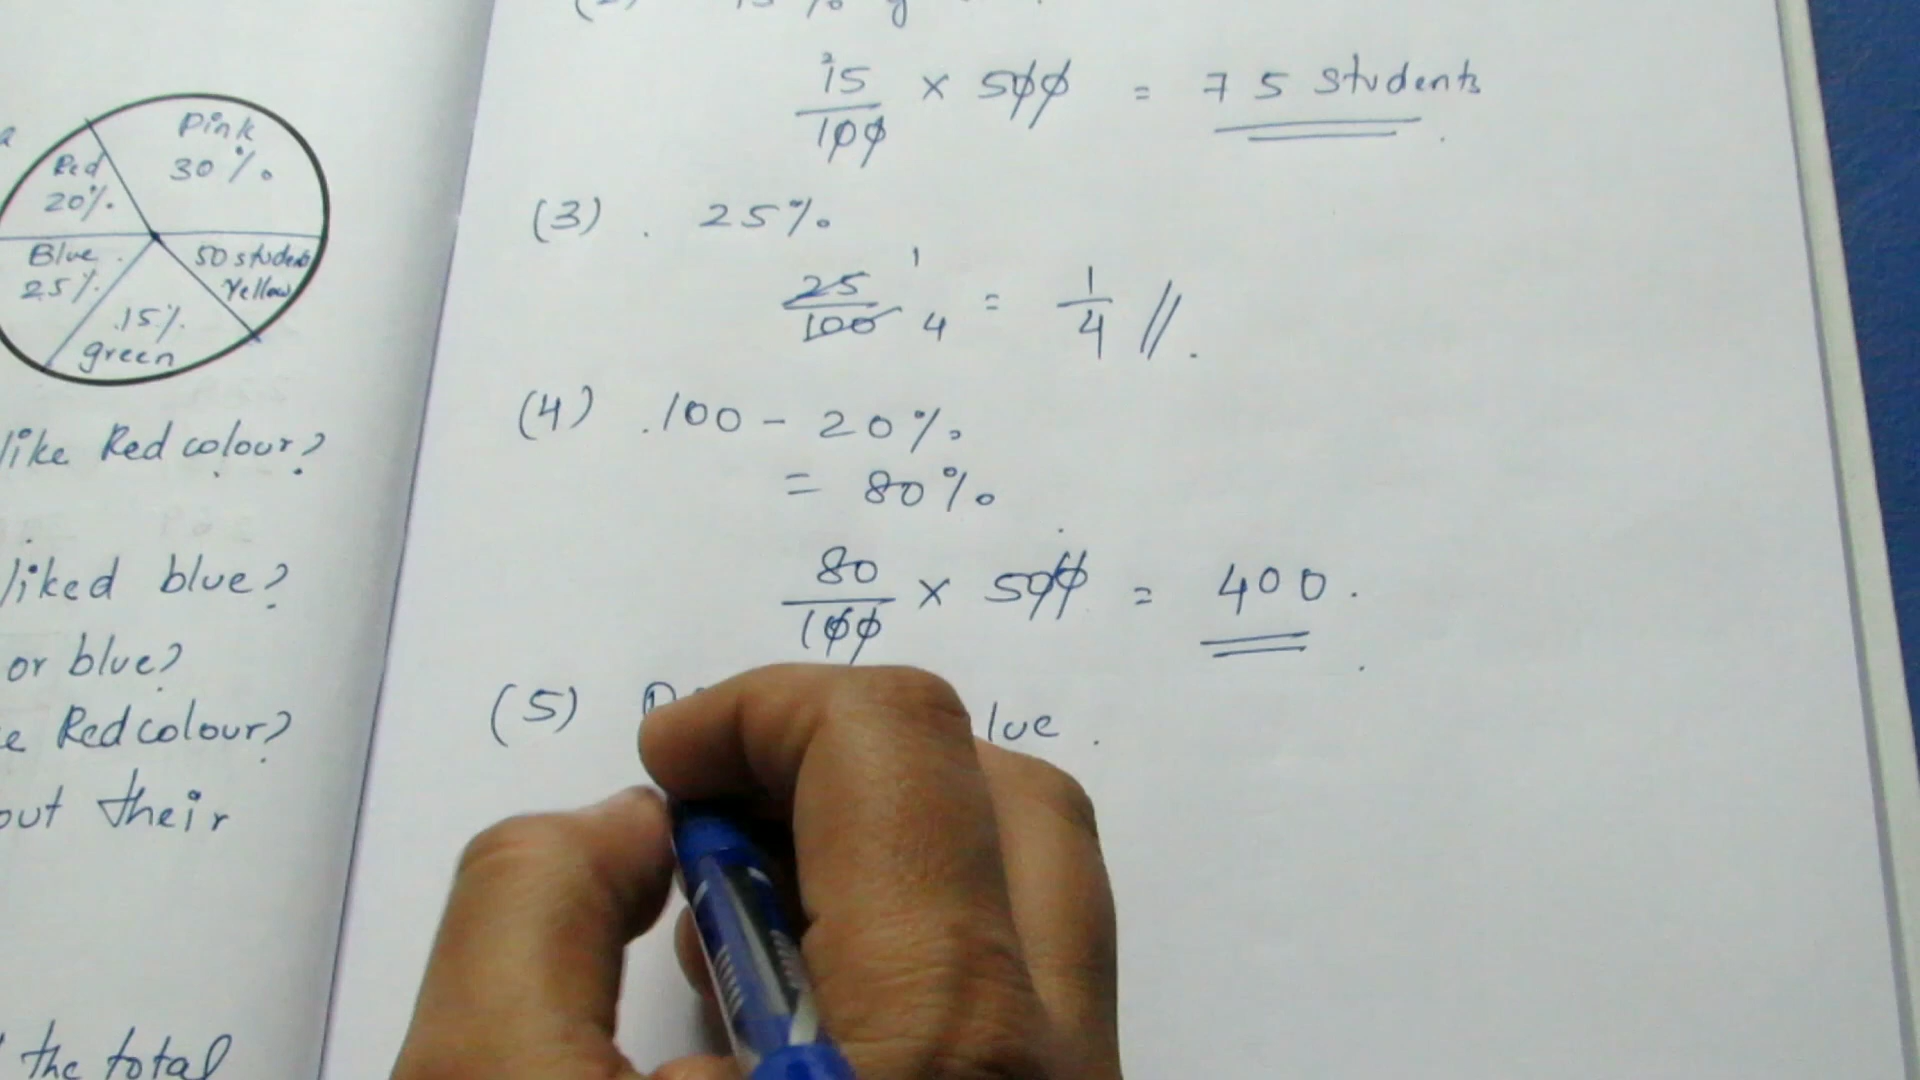 Pink
30%
Red
20%
Blue
25%
50 students
Yellow
15%
green
like Red colour?
liked blue?
or blue?
Red colour?
out their
the total
15/100 × 500 = 75 students
(3) 25%
25/100 1 4 = 1/4 //
(4) 100 - 20%
= 80%
80/100 × 500 = 400
(5)